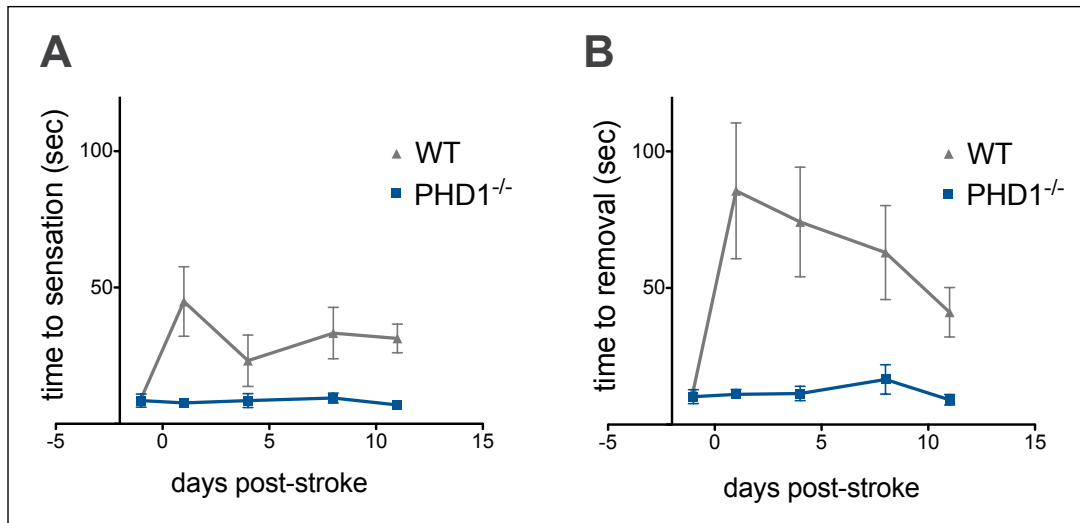 A
time to sensation (sec)
100
50
WT
PHD1-/-
-5 0 5 10 15
days post-stroke
B
time to removal (sec)
100
50
WT
PHD1-/-
-5 0 5 10 15
days post-stroke